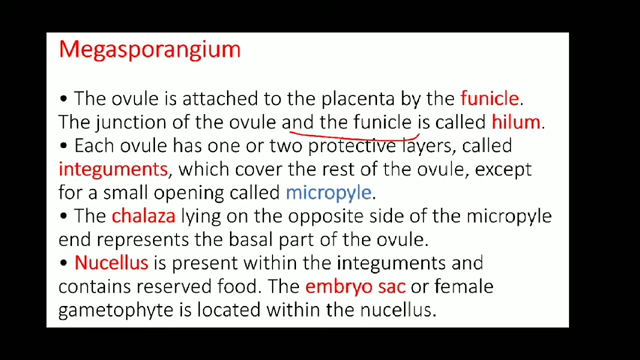 Megasporangium
• The ovule is attached to the placenta by the funicle.
The junction of the ovule and the funicle is called hilum.
• Each ovule has one or two protective layers, called
integuments, which cover the rest of the ovule, except
for a small opening called micropyle.
• The chalaza lying on the opposite side of the micropyle
end represents the basal part of the ovule.
• Nucellus is present within the integuments and
contains reserved food. The embryo sac or female
gametophyte is located within the nucellus.